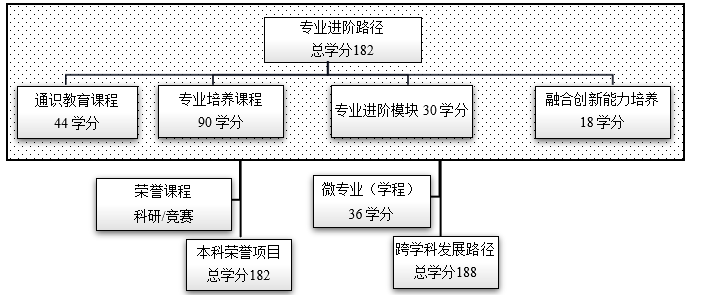 专业进阶路径
总学分182
通识教育课程
44 学分
专业培养课程
90 学分
专业进阶模块 30 学分
融合创新能力培养
18 学分
荣誉课程
科研/竞赛
微专业（学程）
36 学分
本科荣誉项目
总学分182
跨学科发展路径
总学分188